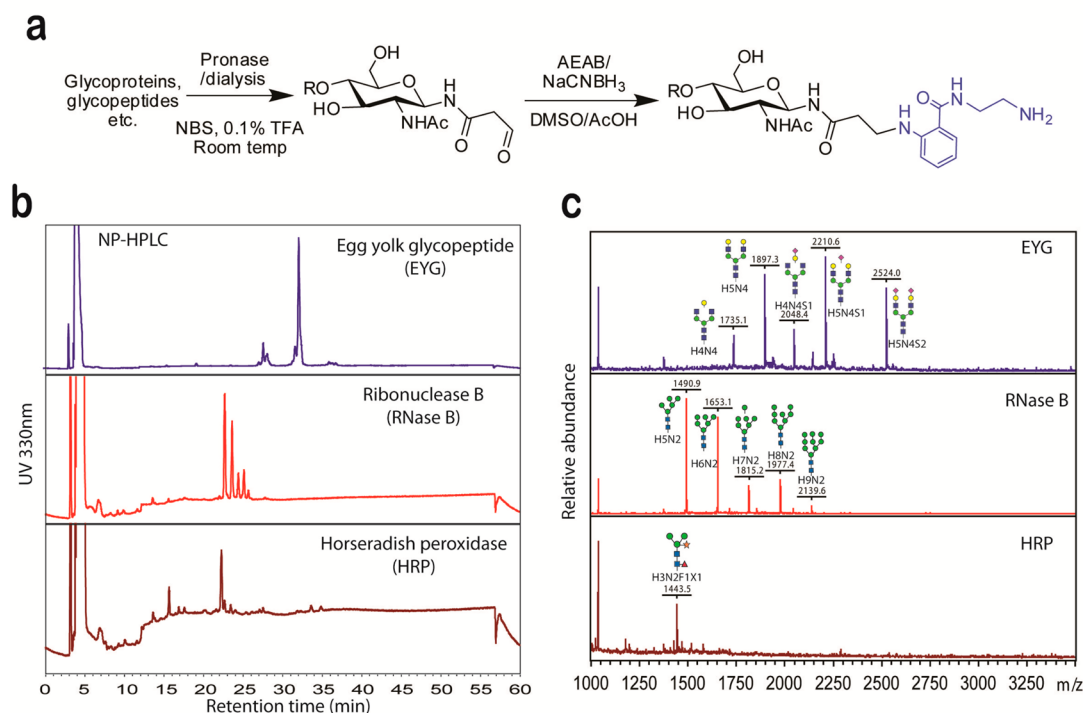 a
Glycoproteins,
glycopeptides
etc.
Pronase
/dialysis
NBS, 0.1% TFA
Room temp
OH
RO
HO
O
NHAc
H
N
O
O
AEAB/
NaCNBH3
DMSO/AcOH
OH
RO
HO
O
NHAc
H
N
O
H
N
O
H
N
NH2
b
NP-HPLC
Egg yolk glycopeptide
(EYG)
Ribonuclease B
(RNase B)
Horseradish peroxidase
(HRP)
UV 330nm
0 5 10 15 20 25 30 35 40 45 50 55 60
Retention time (min)
c
EYG
H4N4
1735.1
H5N4
1897.3
H4N4S1
2048.4
2210.6
H5N4S1
2524.0
H5N4S2
RNase B
1490.9
H5N2
1653.1
H6N2
H7N2
1815.2
H8N2
1977.4
H9N2
2139.6
HRP
H3N2F1X1
1443.5
Relative abundance
1000 1250 1500 1750 2000 2250 2500 2750 3000 3250 m/z